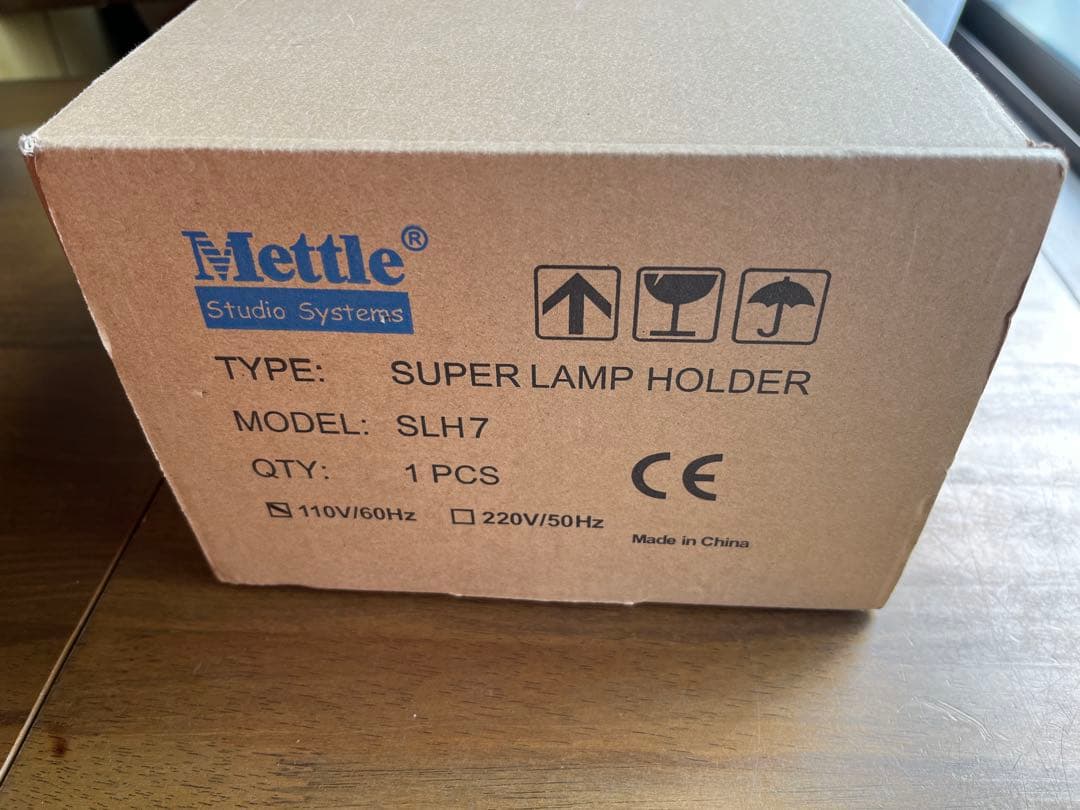 Mettle®
Studio Systems
TYPE: SUPER LAMP HOLDER
MODEL: SLH7
QTY: 1 PCS
110V/60Hz 220V/50Hz
CE
Made in China